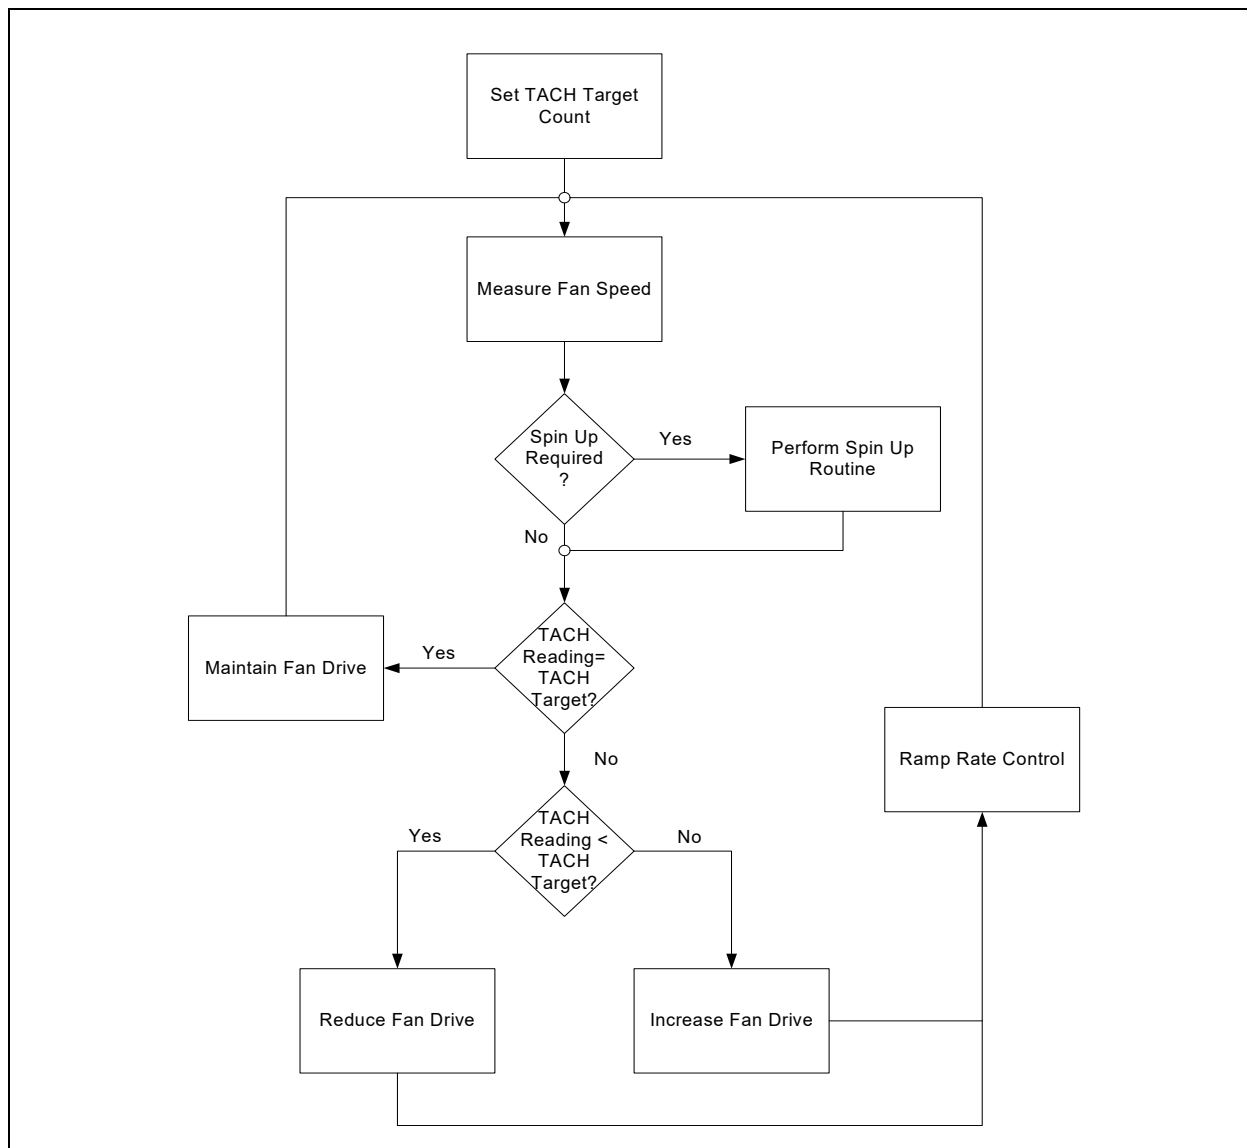 Set TACH Target
Count
Measure Fan Speed
Spin Up
Required
?
Yes
Perform Spin Up
Routine
No
TACH
Reading=
TACH
Target?
Yes
Maintain Fan Drive
No
Ramp Rate Control
TACH
Reading <
TACH
Target?
Yes
No
Reduce Fan Drive
Increase Fan Drive